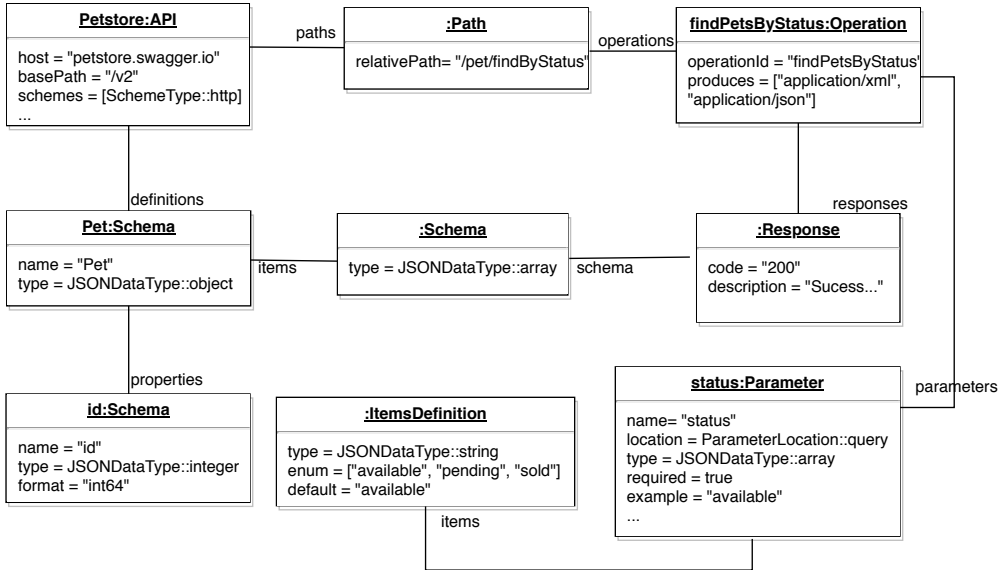 Petstore:API
host = "petstore.swagger.io"
basePath = "/v2"
schemes = [SchemeType::http]
...
paths
:Path
relativePath= "/pet/findByStatus"
operations
findPetsByStatus:Operation
operationId = "findPetsByStatus"
produces = ["application/xml",
"application/json"]
definitions
responses
Pet:Schema
name = "Pet"
type = JSONDataType::object
items
:Schema
type = JSONDataType::array
schema
:Response
code = "200"
description = "Sucess..."
properties
parameters
id:Schema
name = "id"
type = JSONDataType::integer
format = "int64"
:ItemsDefinition
type = JSONDataType::string
enum = ["available", "pending", "sold"]
default = "available"
items
status:Parameter
name= "status"
location = ParameterLocation::query
type = JSONDataType::array
required = true
example = "available"
...